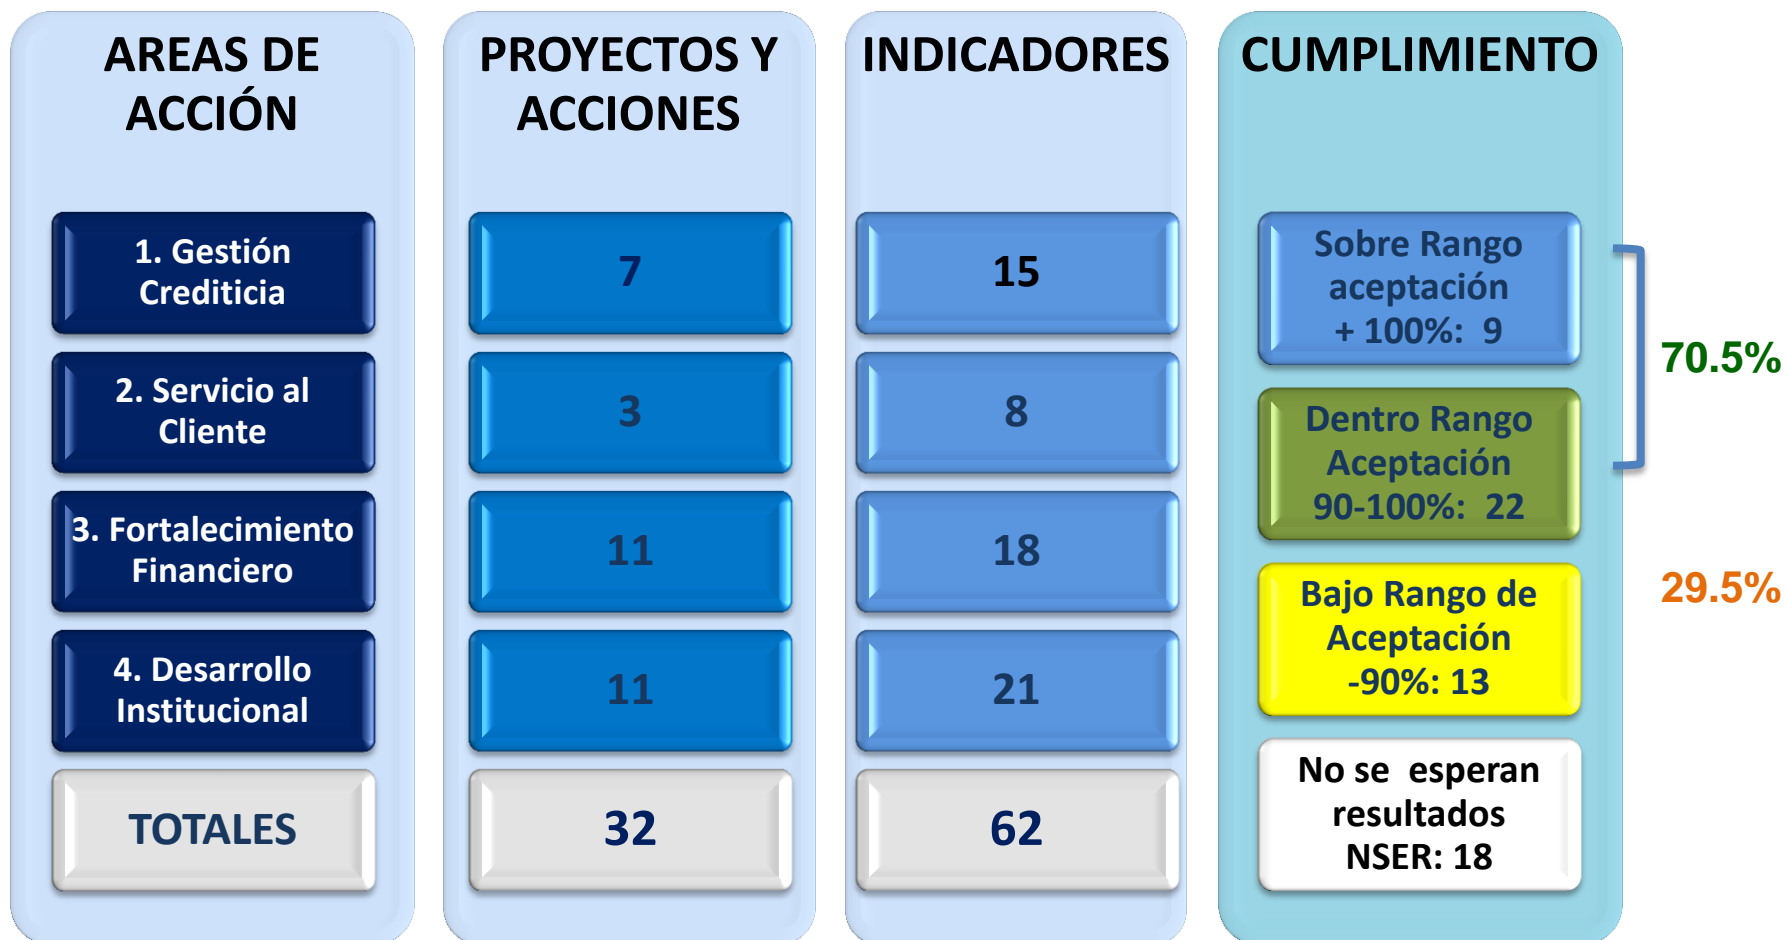 AREAS DE
ACCIÓN
1. Gestión
Crediticia
2. Servicio al
Cliente
3. Fortalecimiento
Financiero
4. Desarrollo
Institucional
TOTALES
PROYECTOS Y
ACCIONES
7
3
11
11
32
INDICADORES
15
8
18
21
62
CUMPLIMIENTO
Sobre Rango
aceptación
+ 100%: 9
Dentro Rango
Aceptación
90-100%: 22
Bajo Rango de
Aceptación
-90%: 13
No se esperan
resultados
NSER: 18
70.5%
29.5%